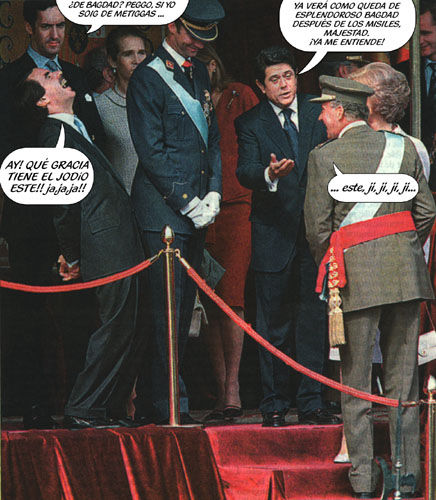 ¿DE BAGDAD? PEGGO, SI YO
SOIG DE METIGGAS ...
YA VERÁ COMO QUEDA DE
ESPLENDOROSO BAGDAD
DESPUÉS DE LOS MISILES,
MAJESTAD.
¡YA ME ENTIENDE!
AY! QUÉ GRACIA
TIENE EL JODÍO
ESTE!! ja,ja,ja!!
... este, ji, ji, ji, ji...